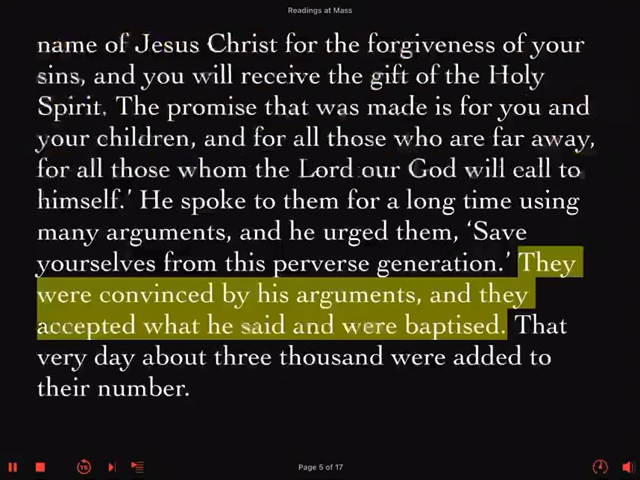 Readings at Mass
name of Jesus Christ for the forgiveness of your
sins, and you will receive the gift of the Holy
Spirit. The promise that was made is for you and
your children, and for all those who are far away,
for all those whom the Lord our God will call to
himself.’ He spoke to them for a long time using
many arguments, and he urged them, ‘Save
yourselves from this perverse generation.’ They
were convinced by his arguments, and they
accepted what he said and were baptised. That
very day about three thousand were added to
their number.
15
Page 5 of 17